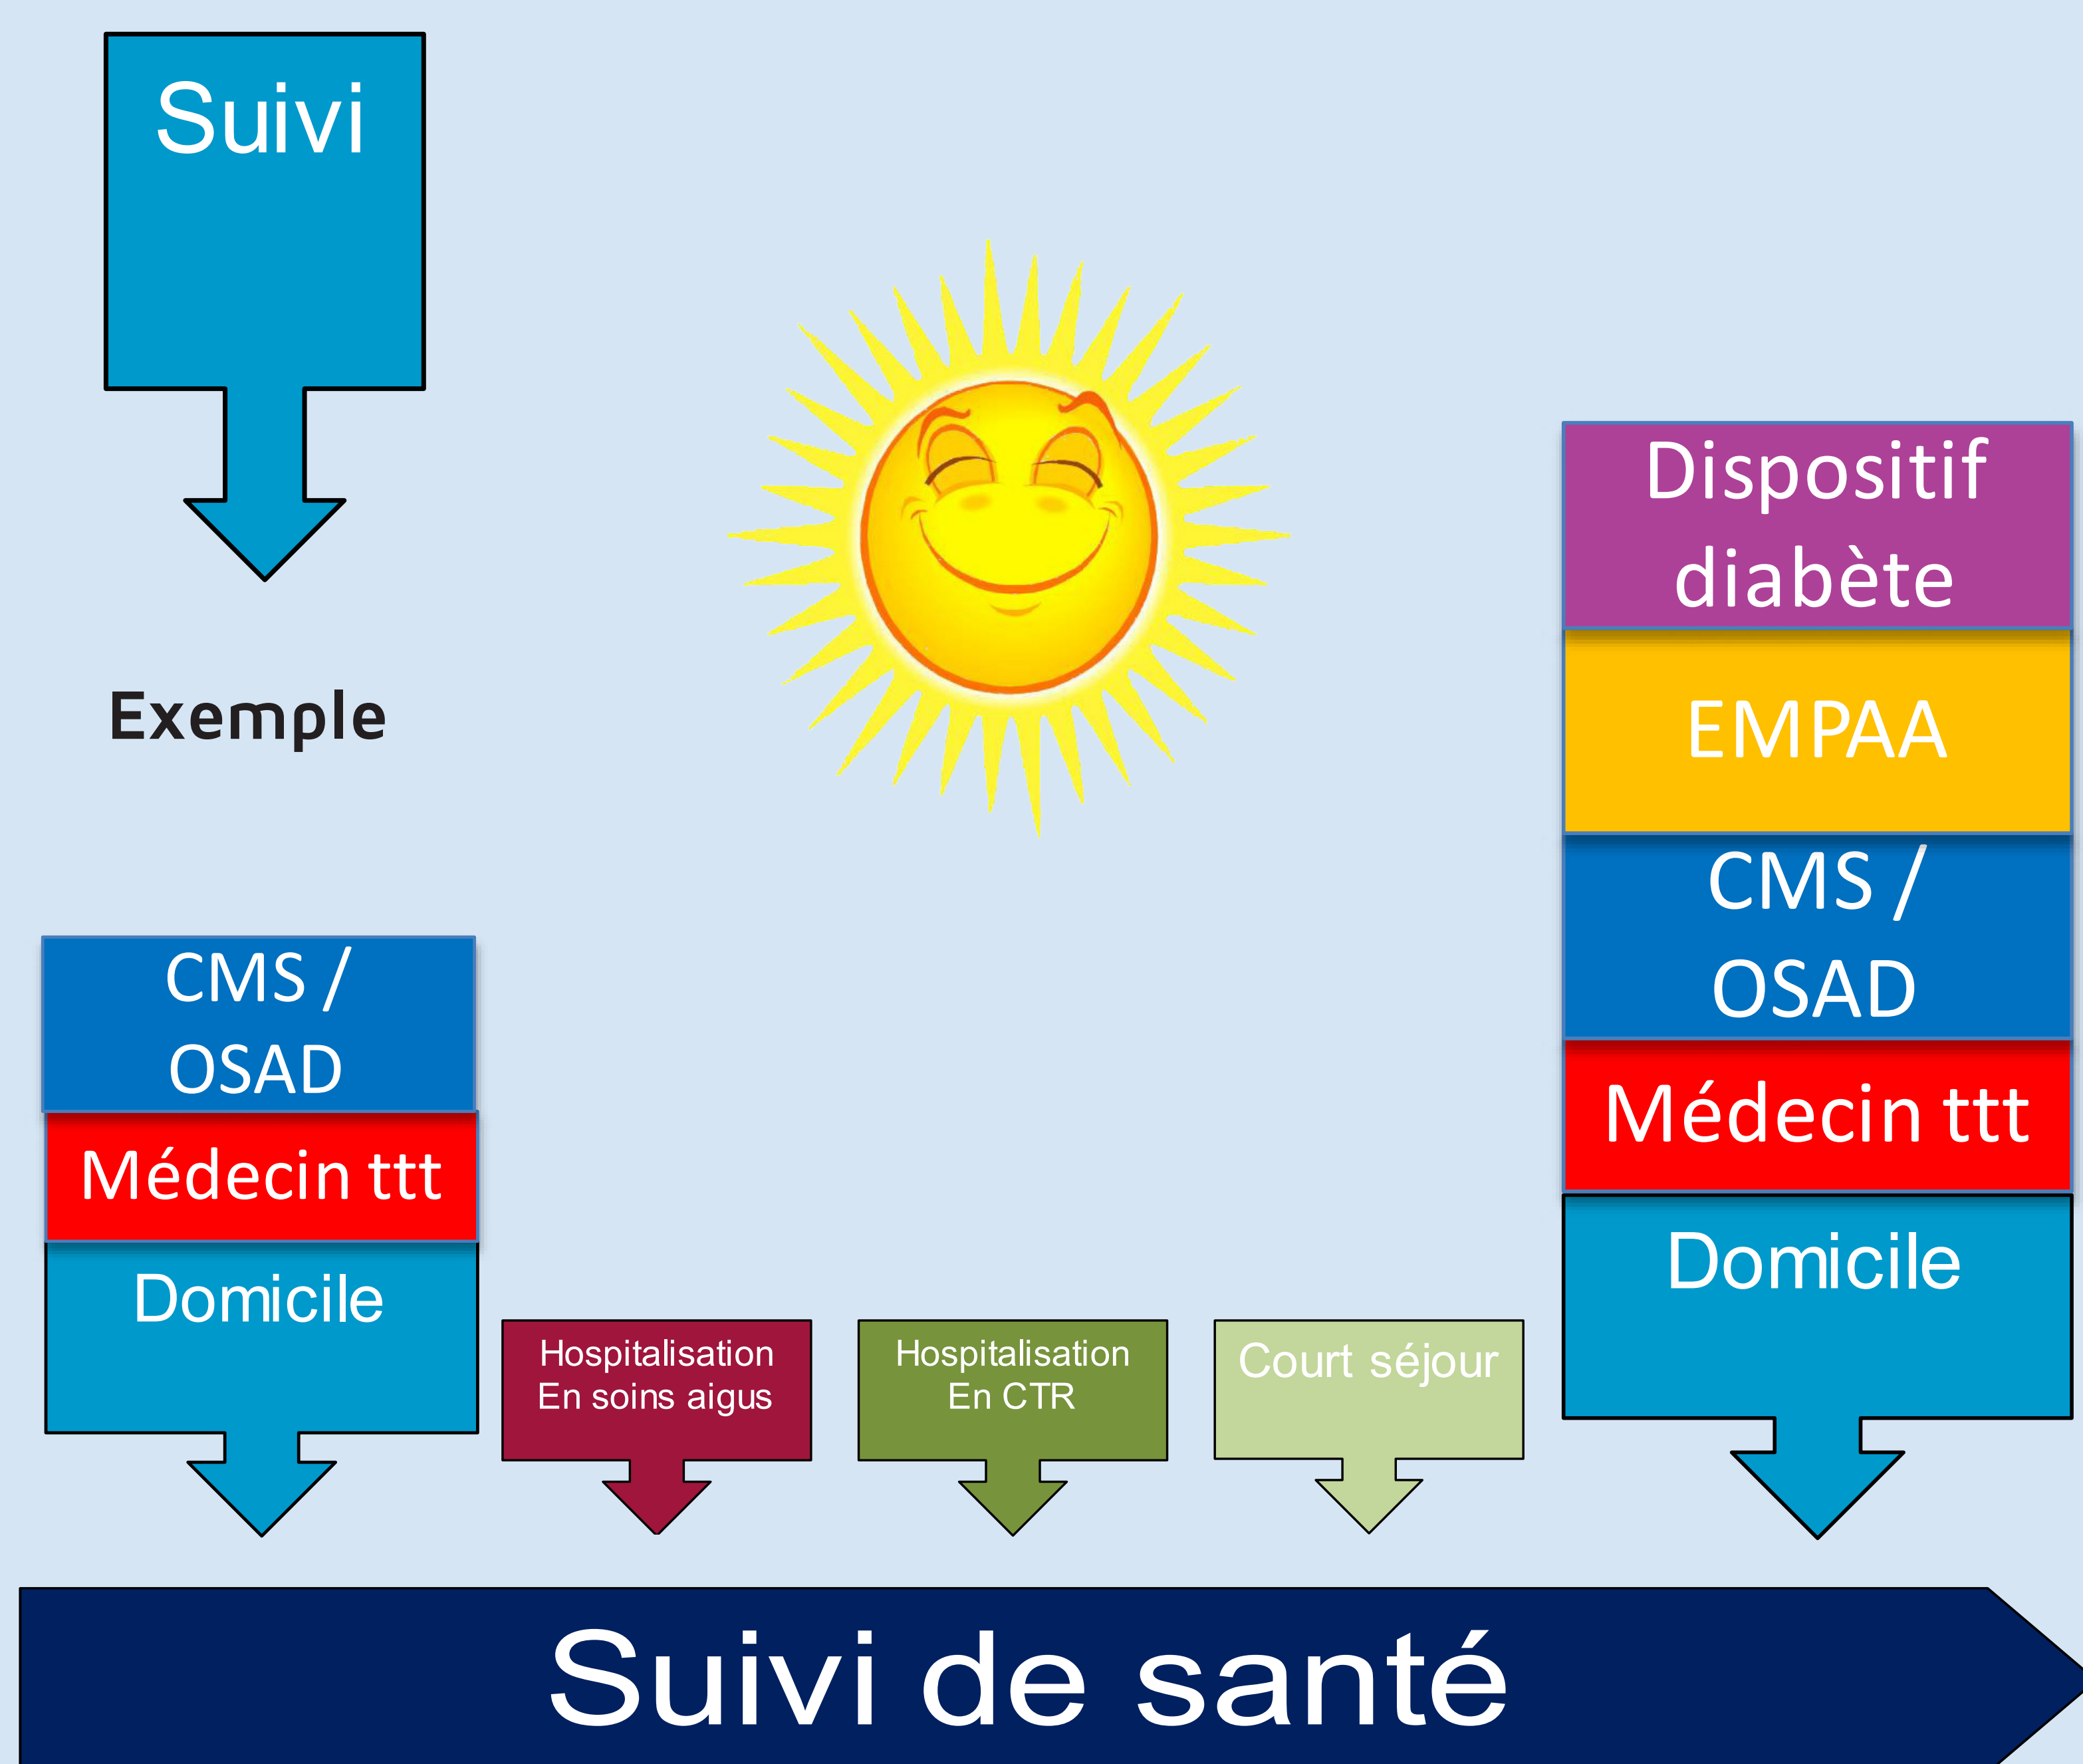 Suivi
Exemple
CMS /
OSAD
Médecin ttt
Domicile
Hospitalisation
En soins aigus
Hospitalisation
En CTR
Court séjour
Dispositif
diabète
EMPAA
CMS /
OSAD
Médecin ttt
Domicile
Suivi de santé